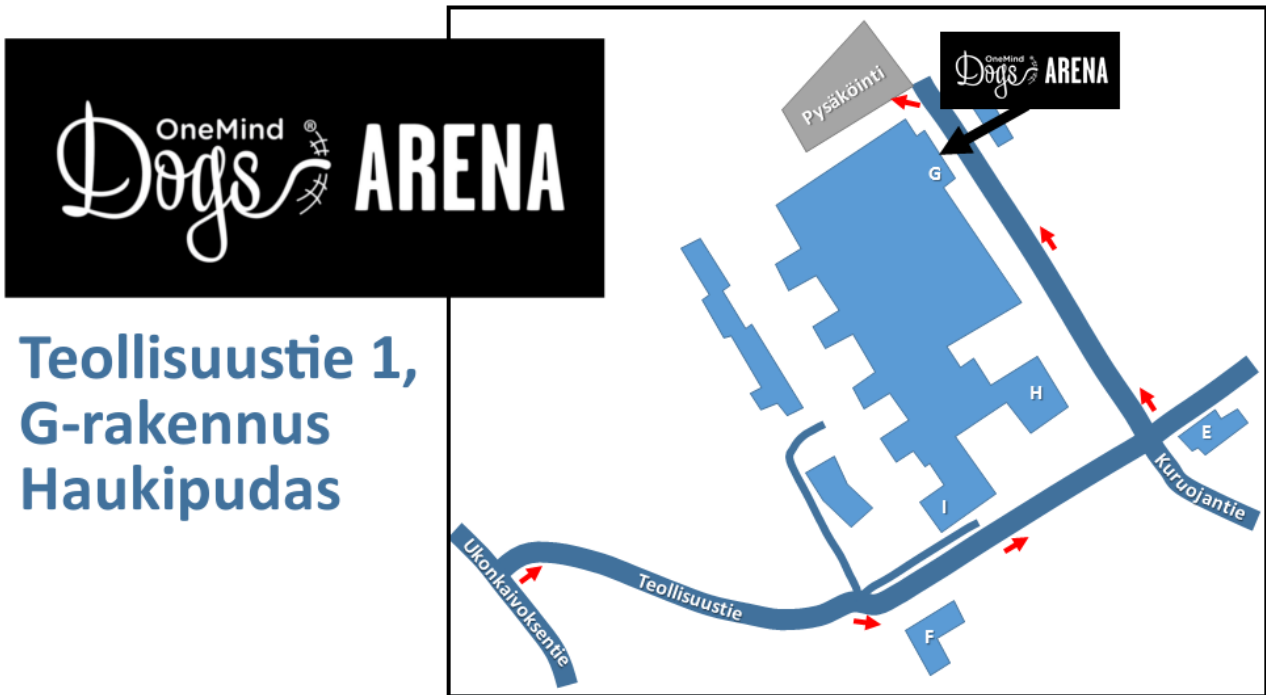 OneMind ®
Dogs ARENA
Teollisuustie 1,
G-rakennus
Haukipudas
Pysäköinti
OneMind
Dogs ARENA
G
H
E
I
Kuruojantie
Ukonkaivoksentie
Teollisuustie
F